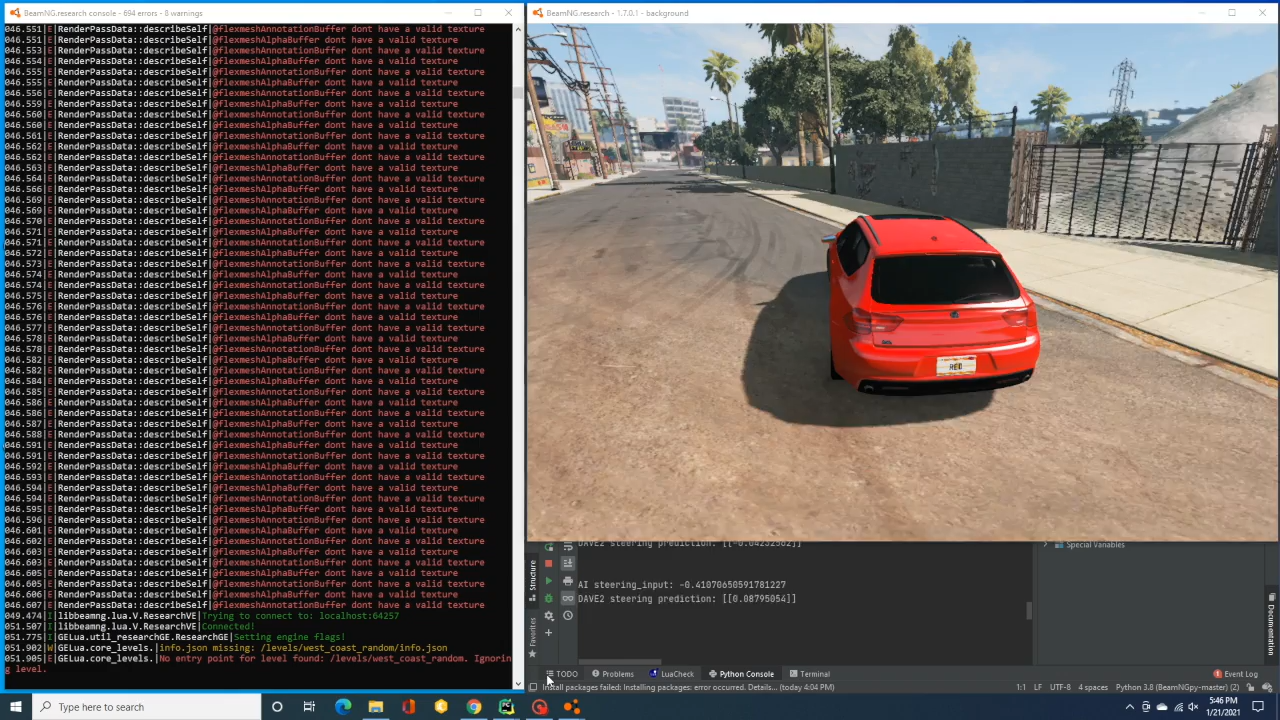 BeamNG.research console - 694 errors - 8 warnings
046.551|E|RenderPassData::describeSelf|@flexmeshAnnotationBuffer dont have a valid texture
046.551|E|RenderPassData::describeSelf|@flexmeshAlphaBuffer dont have a valid texture
046.553|E|RenderPassData::describeSelf|@flexmeshAnnotationBuffer dont have a valid texture
046.554|E|RenderPassData::describeSelf|@flexmeshAlphaBuffer dont have a valid texture
046.555|E|RenderPassData::describeSelf|@flexmeshAnnotationBuffer dont have a valid texture
046.555|E|RenderPassData::describeSelf|@flexmeshAlphaBuffer dont have a valid texture
046.556|E|RenderPassData::describeSelf|@flexmeshAnnotationBuffer dont have a valid texture
046.559|E|RenderPassData::describeSelf|@flexmeshAlphaBuffer dont have a valid texture
046.560|E|RenderPassData::describeSelf|@flexmeshAnnotationBuffer dont have a valid texture
046.560|E|RenderPassData::describeSelf|@flexmeshAlphaBuffer dont have a valid texture
046.561|E|RenderPassData::describeSelf|@flexmeshAnnotationBuffer dont have a valid texture
046.562|E|RenderPassData::describeSelf|@flexmeshAlphaBuffer dont have a valid texture
046.562|E|RenderPassData::describeSelf|@flexmeshAnnotationBuffer dont have a valid texture
046.563|E|RenderPassData::describeSelf|@flexmeshAlphaBuffer dont have a valid texture
046.564|E|RenderPassData::describeSelf|@flexmeshAnnotationBuffer dont have a valid texture
046.566|E|RenderPassData::describeSelf|@flexmeshAlphaBuffer dont have a valid texture
046.569|E|RenderPassData::describeSelf|@flexmeshAnnotationBuffer dont have a valid texture
046.569|E|RenderPassData::describeSelf|@flexmeshAlphaBuffer dont have a valid texture
046.570|E|RenderPassData::describeSelf|@flexmeshAnnotationBuffer dont have a valid texture
046.571|E|RenderPassData::describeSelf|@flexmeshAlphaBuffer dont have a valid texture
046.571|E|RenderPassData::describeSelf|@flexmeshAnnotationBuffer dont have a valid texture
046.572|E|RenderPassData::describeSelf|@flexmeshAlphaBuffer dont have a valid texture
046.573|E|RenderPassData::describeSelf|@flexmeshAnnotationBuffer dont have a valid texture
046.574|E|RenderPassData::describeSelf|@flexmeshAlphaBuffer dont have a valid texture
046.574|E|RenderPassData::describeSelf|@flexmeshAnnotationBuffer dont have a valid texture
046.576|E|RenderPassData::describeSelf|@flexmeshAlphaBuffer dont have a valid texture
046.576|E|RenderPassData::describeSelf|@flexmeshAnnotationBuffer dont have a valid texture
046.576|E|RenderPassData::describeSelf|@flexmeshAlphaBuffer dont have a valid texture
046.577|E|RenderPassData::describeSelf|@flexmeshAnnotationBuffer dont have a valid texture
046.578|E|RenderPassData::describeSelf|@flexmeshAlphaBuffer dont have a valid texture
046.579|E|RenderPassData::describeSelf|@flexmeshAnnotationBuffer dont have a valid texture
046.582|E|RenderPassData::describeSelf|@flexmeshAlphaBuffer dont have a valid texture
046.582|E|RenderPassData::describeSelf|@flexmeshAnnotationBuffer dont have a valid texture
046.584|E|RenderPassData::describeSelf|@flexmeshAlphaBuffer dont have a valid texture
046.585|E|RenderPassData::describeSelf|@flexmeshAnnotationBuffer dont have a valid texture
046.586|E|RenderPassData::describeSelf|@flexmeshAlphaBuffer dont have a valid texture
046.586|E|RenderPassData::describeSelf|@flexmeshAnnotationBuffer dont have a valid texture
046.587|E|RenderPassData::describeSelf|@flexmeshAlphaBuffer dont have a valid texture
046.588|E|RenderPassData::describeSelf|@flexmeshAnnotationBuffer dont have a valid texture
046.591|E|RenderPassData::describeSelf|@flexmeshAlphaBuffer dont have a valid texture
046.592|E|RenderPassData::describeSelf|@flexmeshAnnotationBuffer dont have a valid texture
046.593|E|RenderPassData::describeSelf|@flexmeshAlphaBuffer dont have a valid texture
046.594|E|RenderPassData::describeSelf|@flexmeshAnnotationBuffer dont have a valid texture
046.594|E|RenderPassData::describeSelf|@flexmeshAlphaBuffer dont have a valid texture
046.595|E|RenderPassData::describeSelf|@flexmeshAnnotationBuffer dont have a valid texture
046.596|E|RenderPassData::describeSelf|@flexmeshAlphaBuffer dont have a valid texture
046.601|E|RenderPassData::describeSelf|@flexmeshAnnotationBuffer dont have a valid texture
046.602|E|RenderPassData::describeSelf|@flexmeshAlphaBuffer dont have a valid texture
046.603|E|RenderPassData::describeSelf|@flexmeshAnnotationBuffer dont have a valid texture
046.603|E|RenderPassData::describeSelf|@flexmeshAlphaBuffer dont have a valid texture
046.605|E|RenderPassData::describeSelf|@flexmeshAnnotationBuffer dont have a valid texture
046.605|E|RenderPassData::describeSelf|@flexmeshAlphaBuffer dont have a valid texture
046.606|E|RenderPassData::describeSelf|@flexmeshAnnotationBuffer dont have a valid texture
046.607|E|RenderPassData::describeSelf|@flexmeshAlphaBuffer dont have a valid texture
049.474|I|libbeamng.lua.V.ResearchVE|Trying to connect to: localhost:64257
051.507|I|libbeamng.lua.V.ResearchVE|Connected!
051.775|I|GELua.util_researchGE.ResearchGE|Setting engine flags!
051.902|W|GELua.core_levels.|info.json missing: /levels/west_coast_random/info.json
051.905|E|GELua.core_levels.|No entry point for level found: /levels/west_coast_random. Ignorin
g level.
BeamNG.research - 1.7.0.1 - background
RED
DAVE2 steering prediction: [[-0.04232582]]
AI steering_input: -0.41070650591781227
DAVE2 steering prediction: [[0.08795054]]
Special Variables
Structure
Favorites
Documentation
TODO Problems LuaCheck Python Console Terminal Event Log
Install packages failed: Installing packages: error occurred. Details... (today 4:04 PM) 1:1 LF UTF-8 4 spaces Python 3.8 (BeamNGpy-master) (2)
Type here to search
5:46 PM
1/21/2021